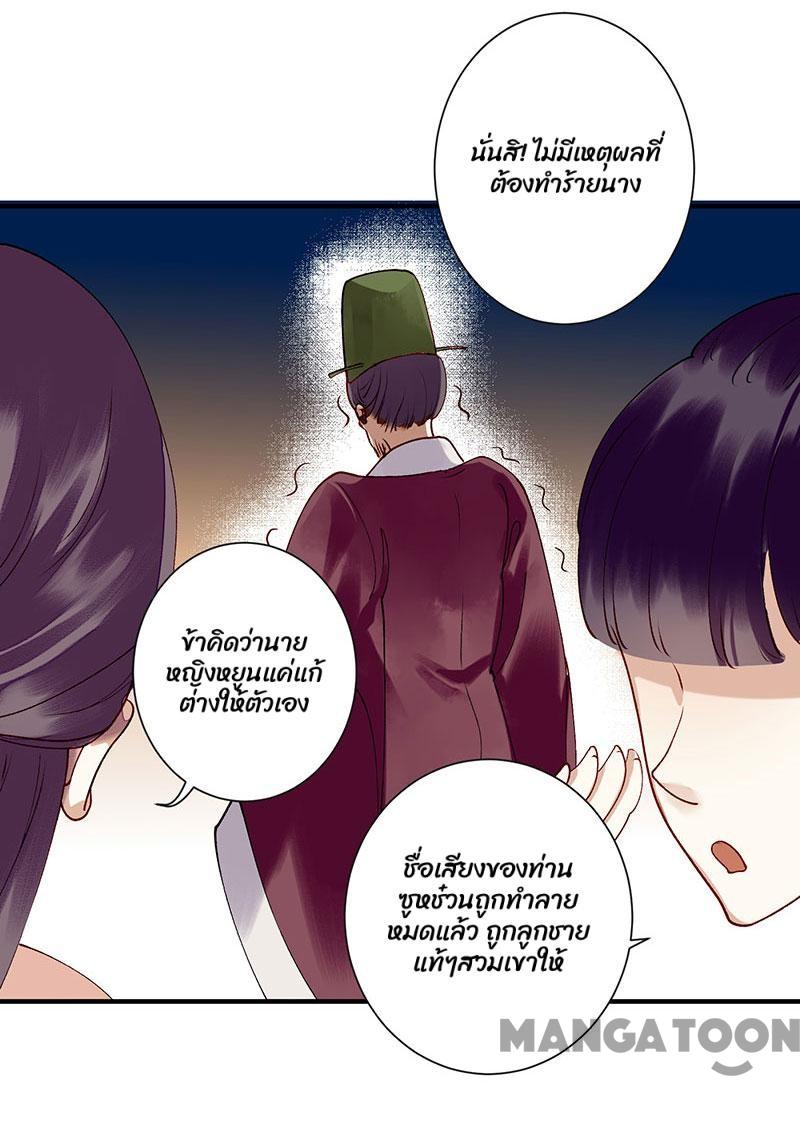 นั่นสิ! ไม่มีเหตุผลที่
ต้องทำร้ายนาง
ข้าคิดว่านาย
หญิงหยูนแค่แก้
ต่างให้ตัวเอง
ชื่อเสียงของท่าน
ซูหช๋วนถูกทำลาย
หมดแล้ว ถูกลูกชาย
แท้ๆสวมเขาให้
MANGATOON